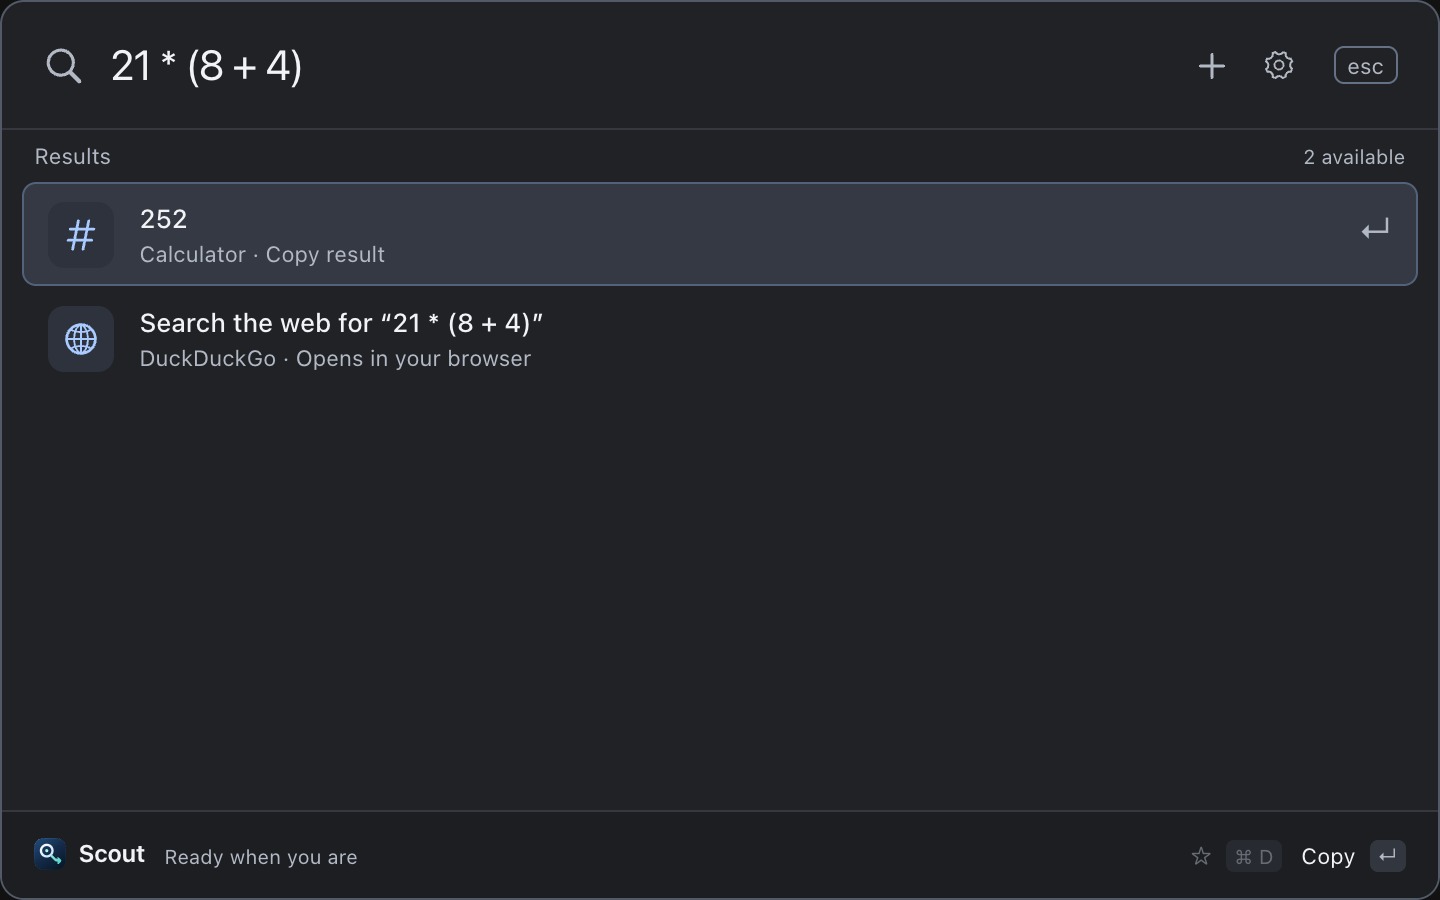 21 * (8 + 4)
esc
Results
2 available
252
Calculator · Copy result
Search the web for “21 * (8 + 4)”
DuckDuckGo · Opens in your browser
Scout Ready when you are
⌘ D Copy